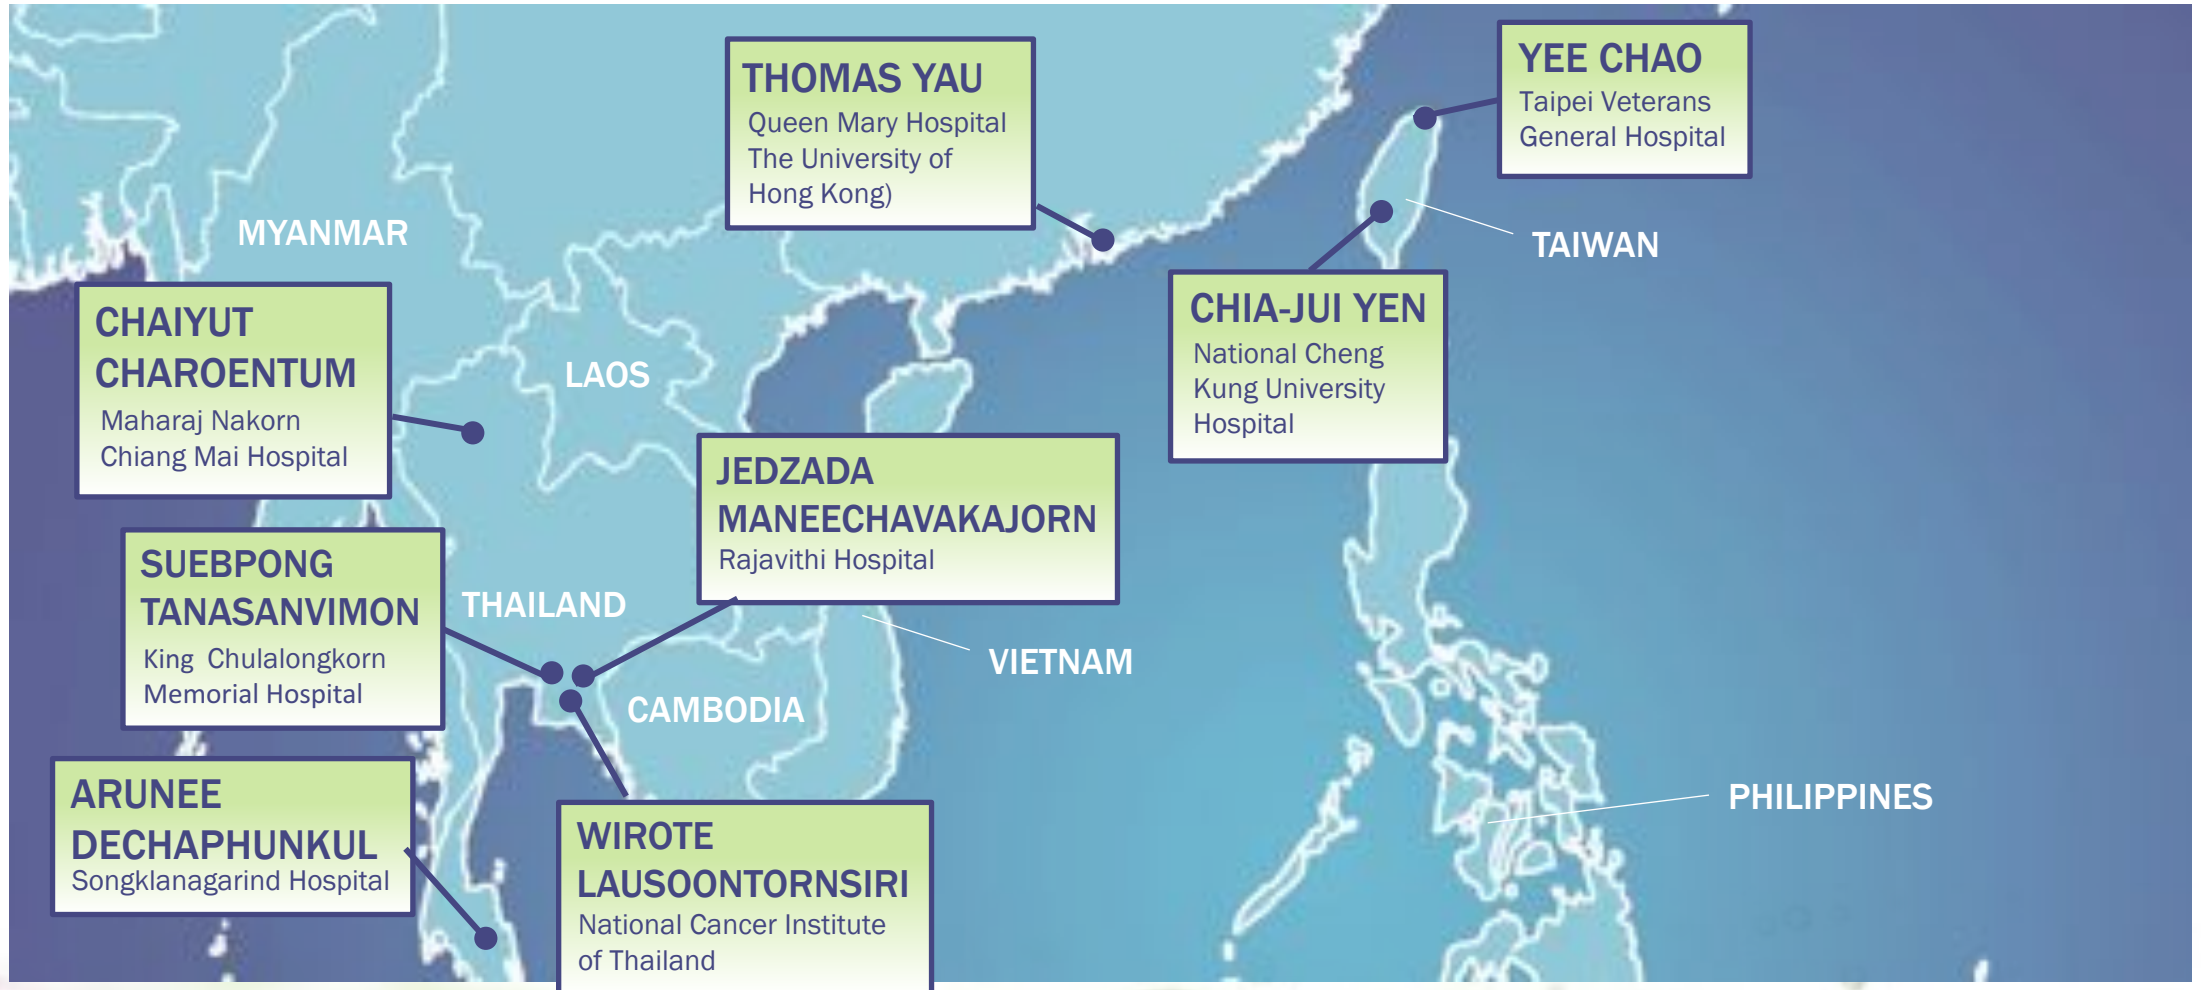 THOMAS YAU
Queen Mary Hospital
The University of
Hong Kong)
YEE CHAO
Taipei Veterans
General Hospital
MYANMAR
TAIWAN
CHAIYUT
CHAROENTUM
Maharaj Nakorn
Chiang Mai Hospital
LAOS
CHIA-JUI YEN
National Cheng
Kung University
Hospital
JEDZADA
MANEECHAVAKAJORN
Rajavithi Hospital
SUEBPONG
TANASANVIMON
King Chulalongkorn
Memorial Hospital
THAILAND
VIETNAM
CAMBODIA
ARUNEE
DECHAPHUNKUL
Songklanagarind Hospital
WIROTE
LAUSOONTORNSIRI
National Cancer Institute
of Thailand
PHILIPPINES